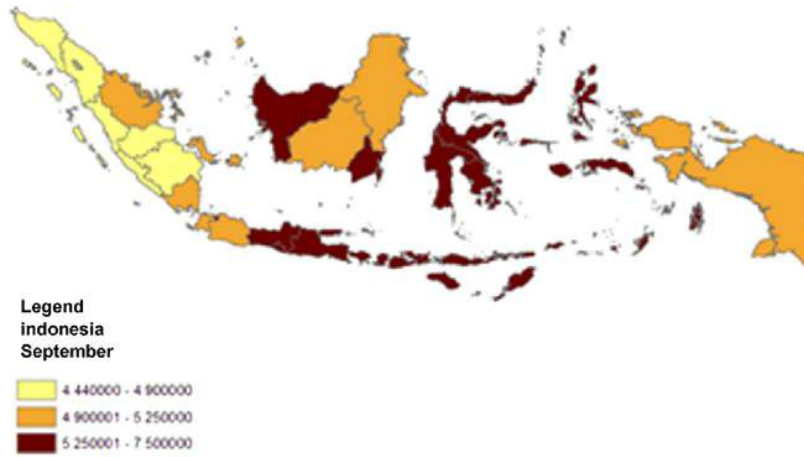 Legend
indonesia
September
4 440000 - 4 900000
4 900001 - 5 250000
5 250001 - 7 500000